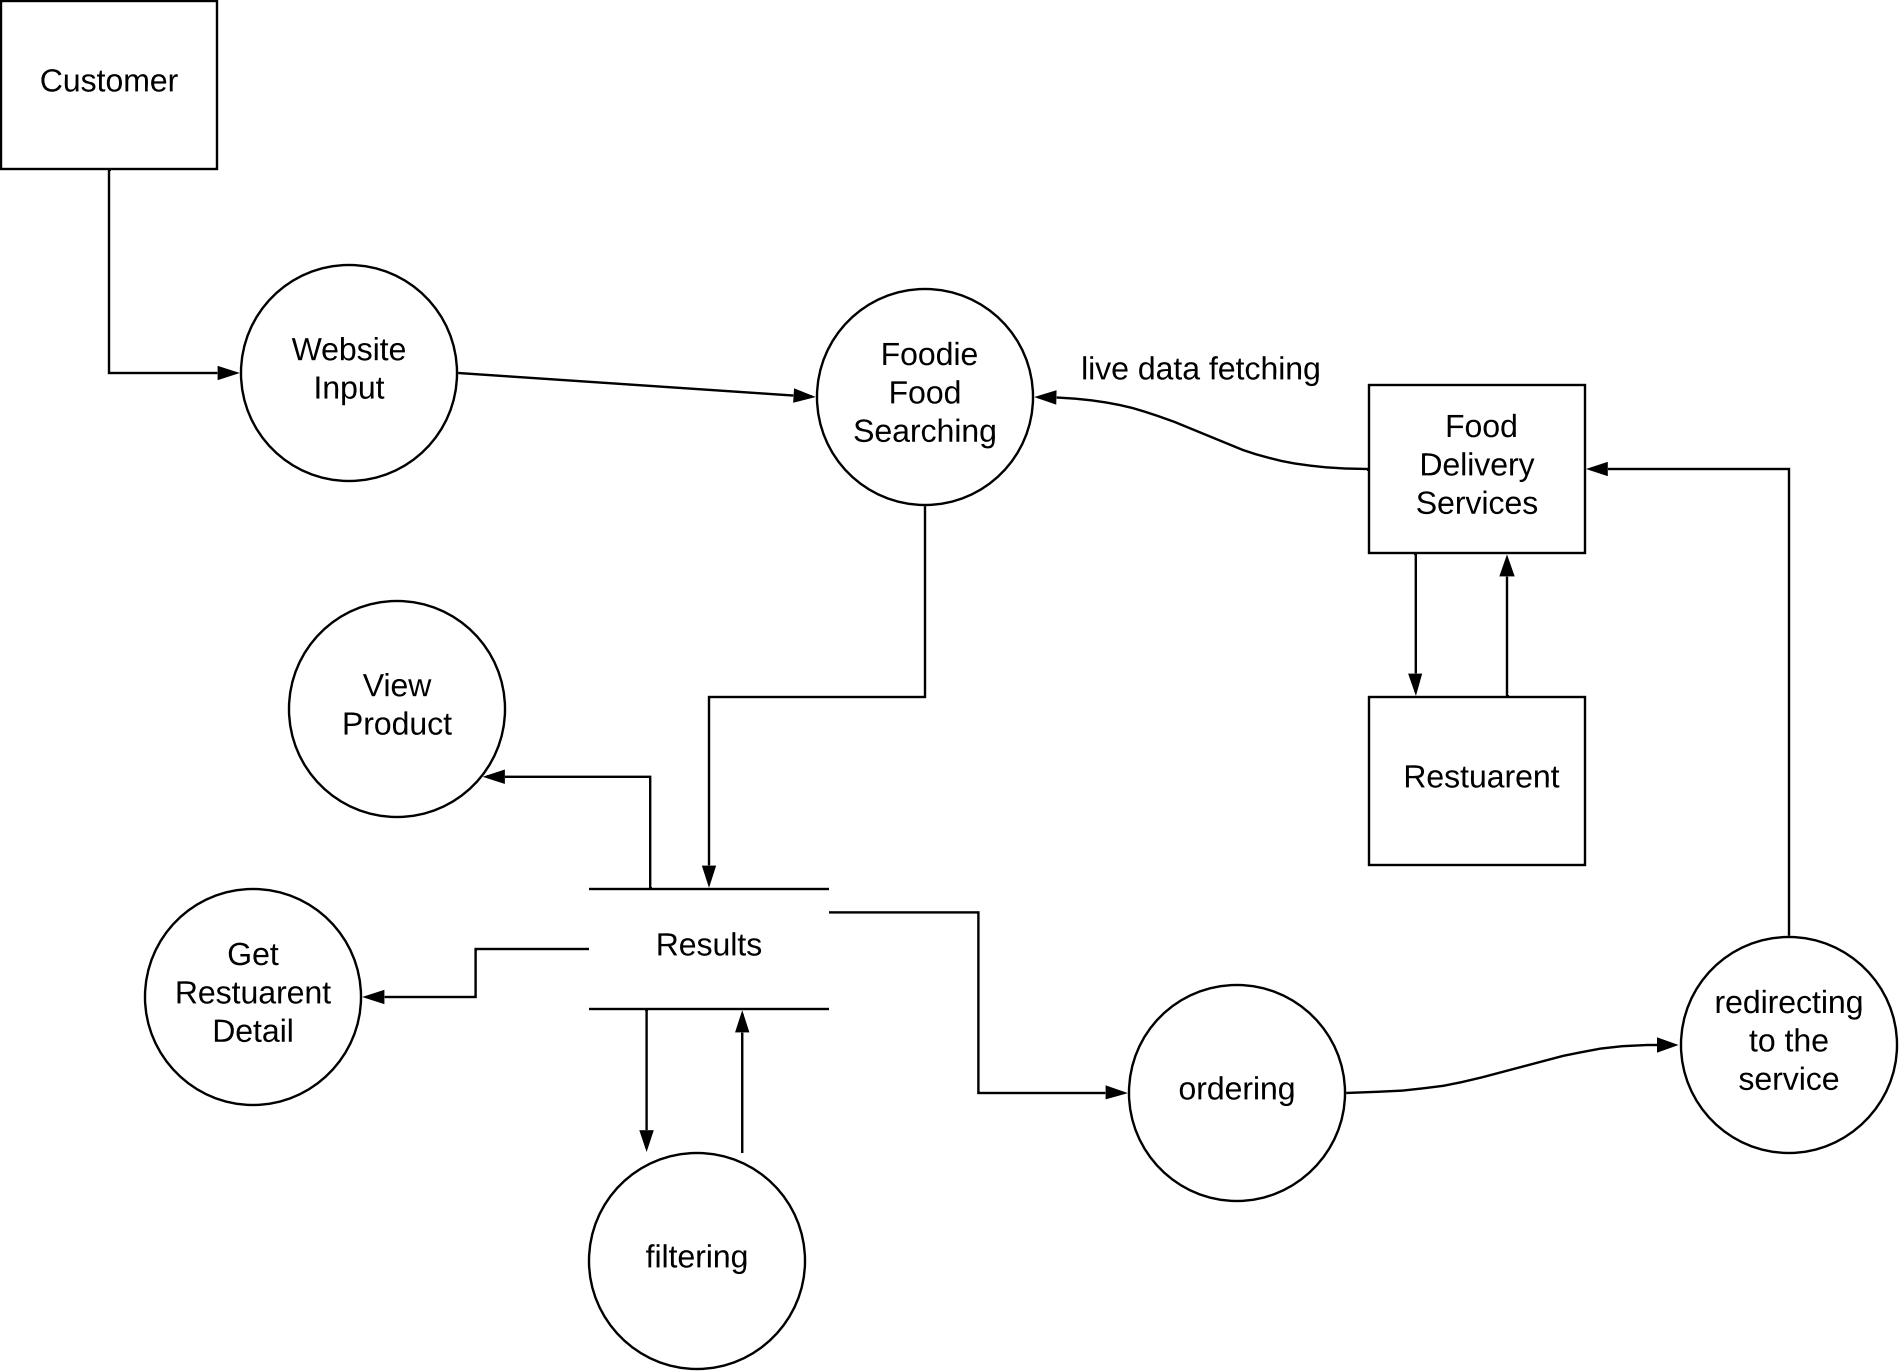 Customer
Website
Input
Foodie
Food
Searching
live data fetching
Food
Delivery
Services
View
Product
Restuarent
Results
Get
Restuarent
Detail
ordering
redirecting
to the
service
filtering